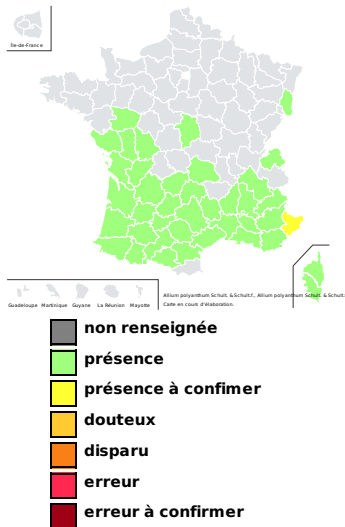 Île-de-France
Guadeloupe Martinique Guyane La Réunion Mayotte
Allium polyanthum Schult. & Schult.f., Allium polyanthum Schult. & Schult.
Carte en cours d'élaboration.
non renseignée
présence
présence à confimer
douteux
disparu
erreur
erreur à confirmer